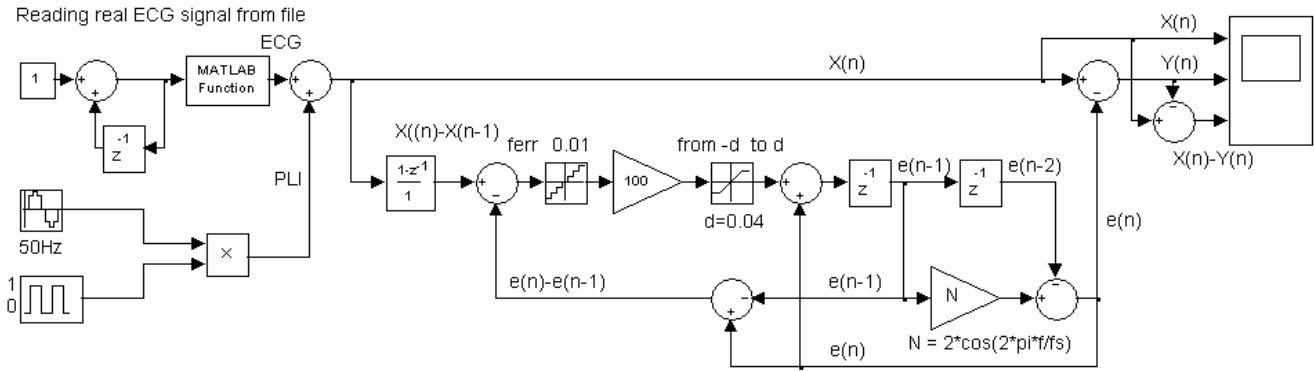 Reading real ECG signal from file
ECG
X(n)
1
+
+
MATLAB
Function
+
+
X(n)
+
-
Y(n)
-
+
X(n)-Y(n)
z-1
X((n)-X(n-1)
ferr 0.01
from -d to d
PLI
1-z-1
1
+
-
100
d=0.04
+
+
z-1
e(n-1)
z-1
e(n-2)
e(n)
50Hz
×
1
0
e(n)-e(n-1)
-
+
e(n-1)
N
-
+
N = 2*cos(2*pi*f/fs)
e(n)